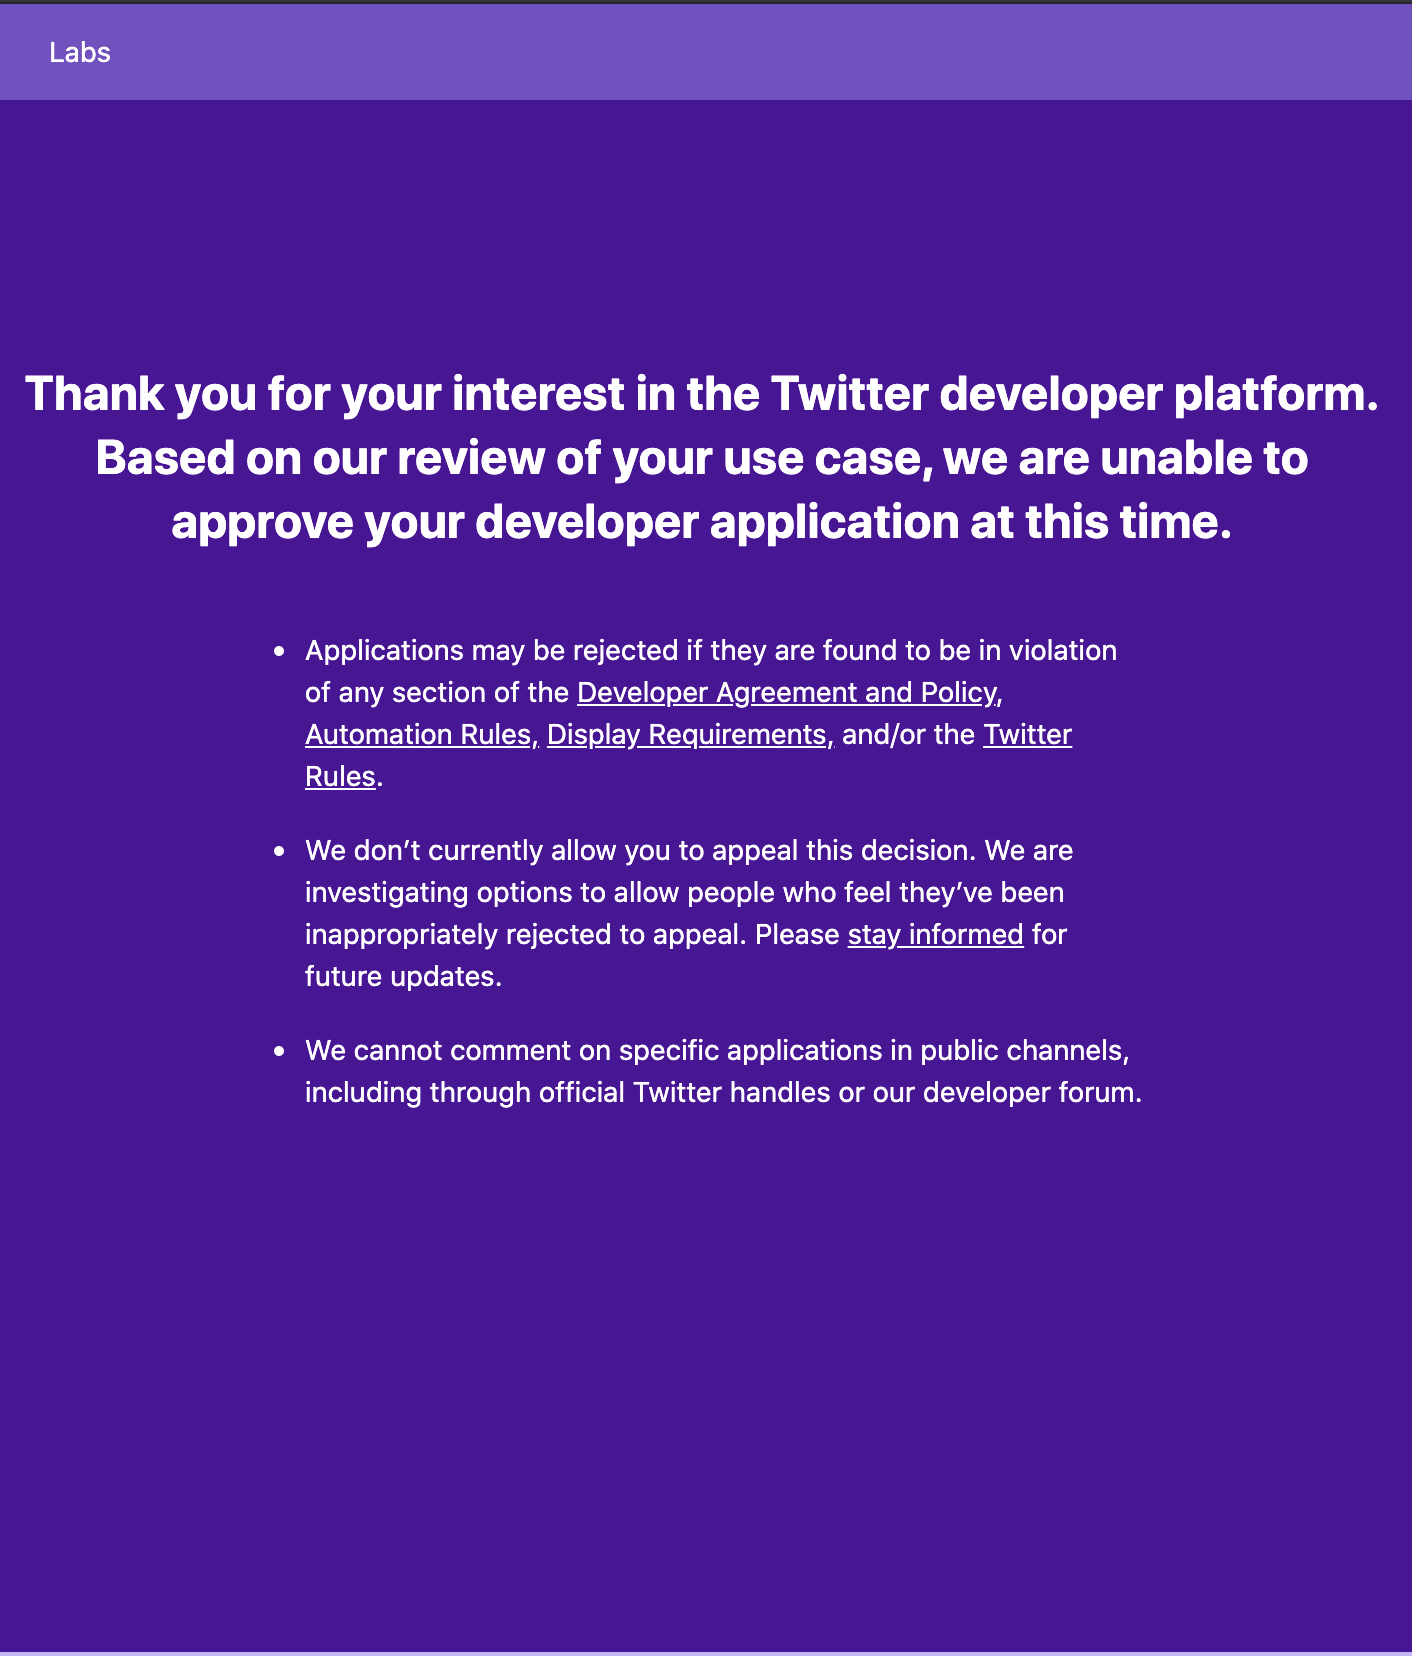 Labs
Thank you for your interest in the Twitter developer platform.
Based on our review of your use case, we are unable to
approve your developer application at this time.
• Applications may be rejected if they are found to be in violation
of any section of the Developer Agreement and Policy,
Automation Rules, Display Requirements, and/or the Twitter
Rules.
• We don’t currently allow you to appeal this decision. We are
investigating options to allow people who feel they’ve been
inappropriately rejected to appeal. Please stay informed for
future updates.
• We cannot comment on specific applications in public channels,
including through official Twitter handles or our developer forum.